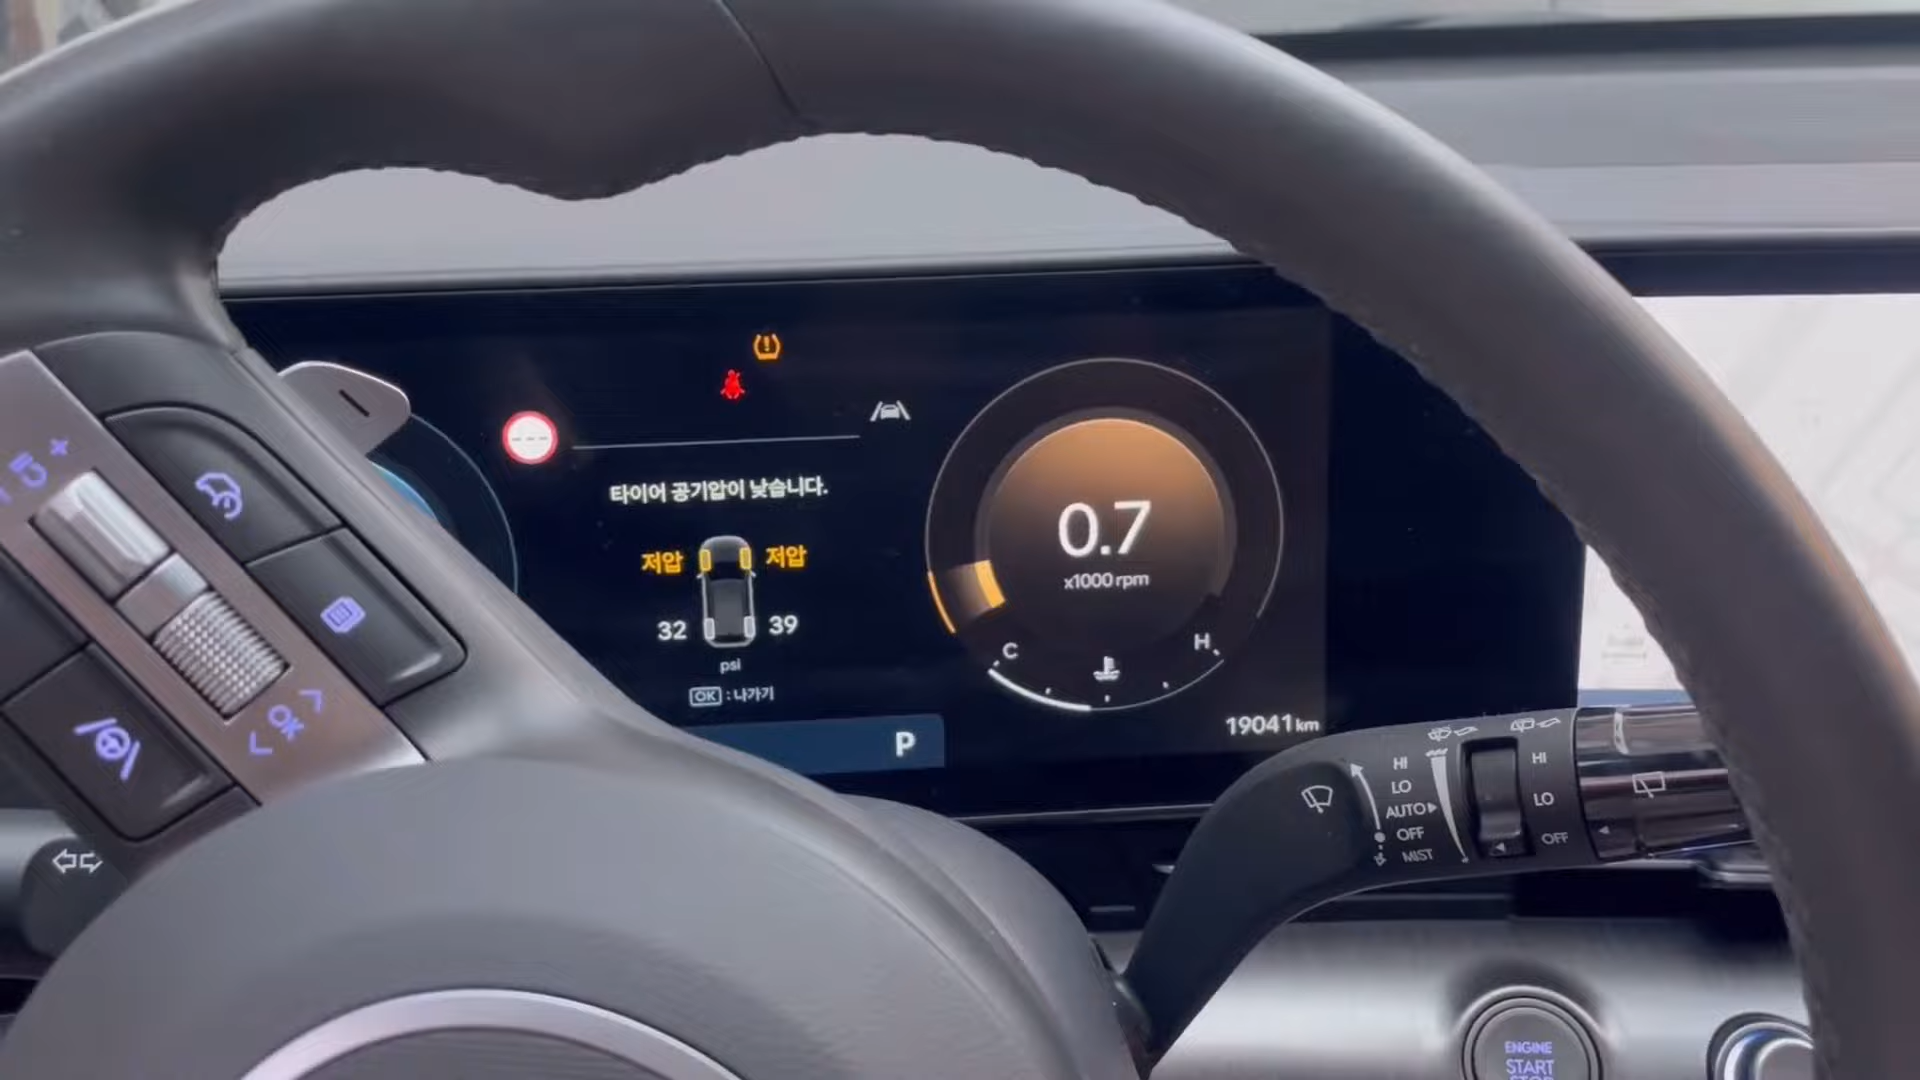 타이어 공기압이 낮습니다.
저압 저압
32 39
psi
OK : 나가기
P
0.7
x1000 rpm
C H
19041 km
OK
HI
LO
AUTO
OFF
MIST
HI
LO
OFF
ENGINE
START
STOP